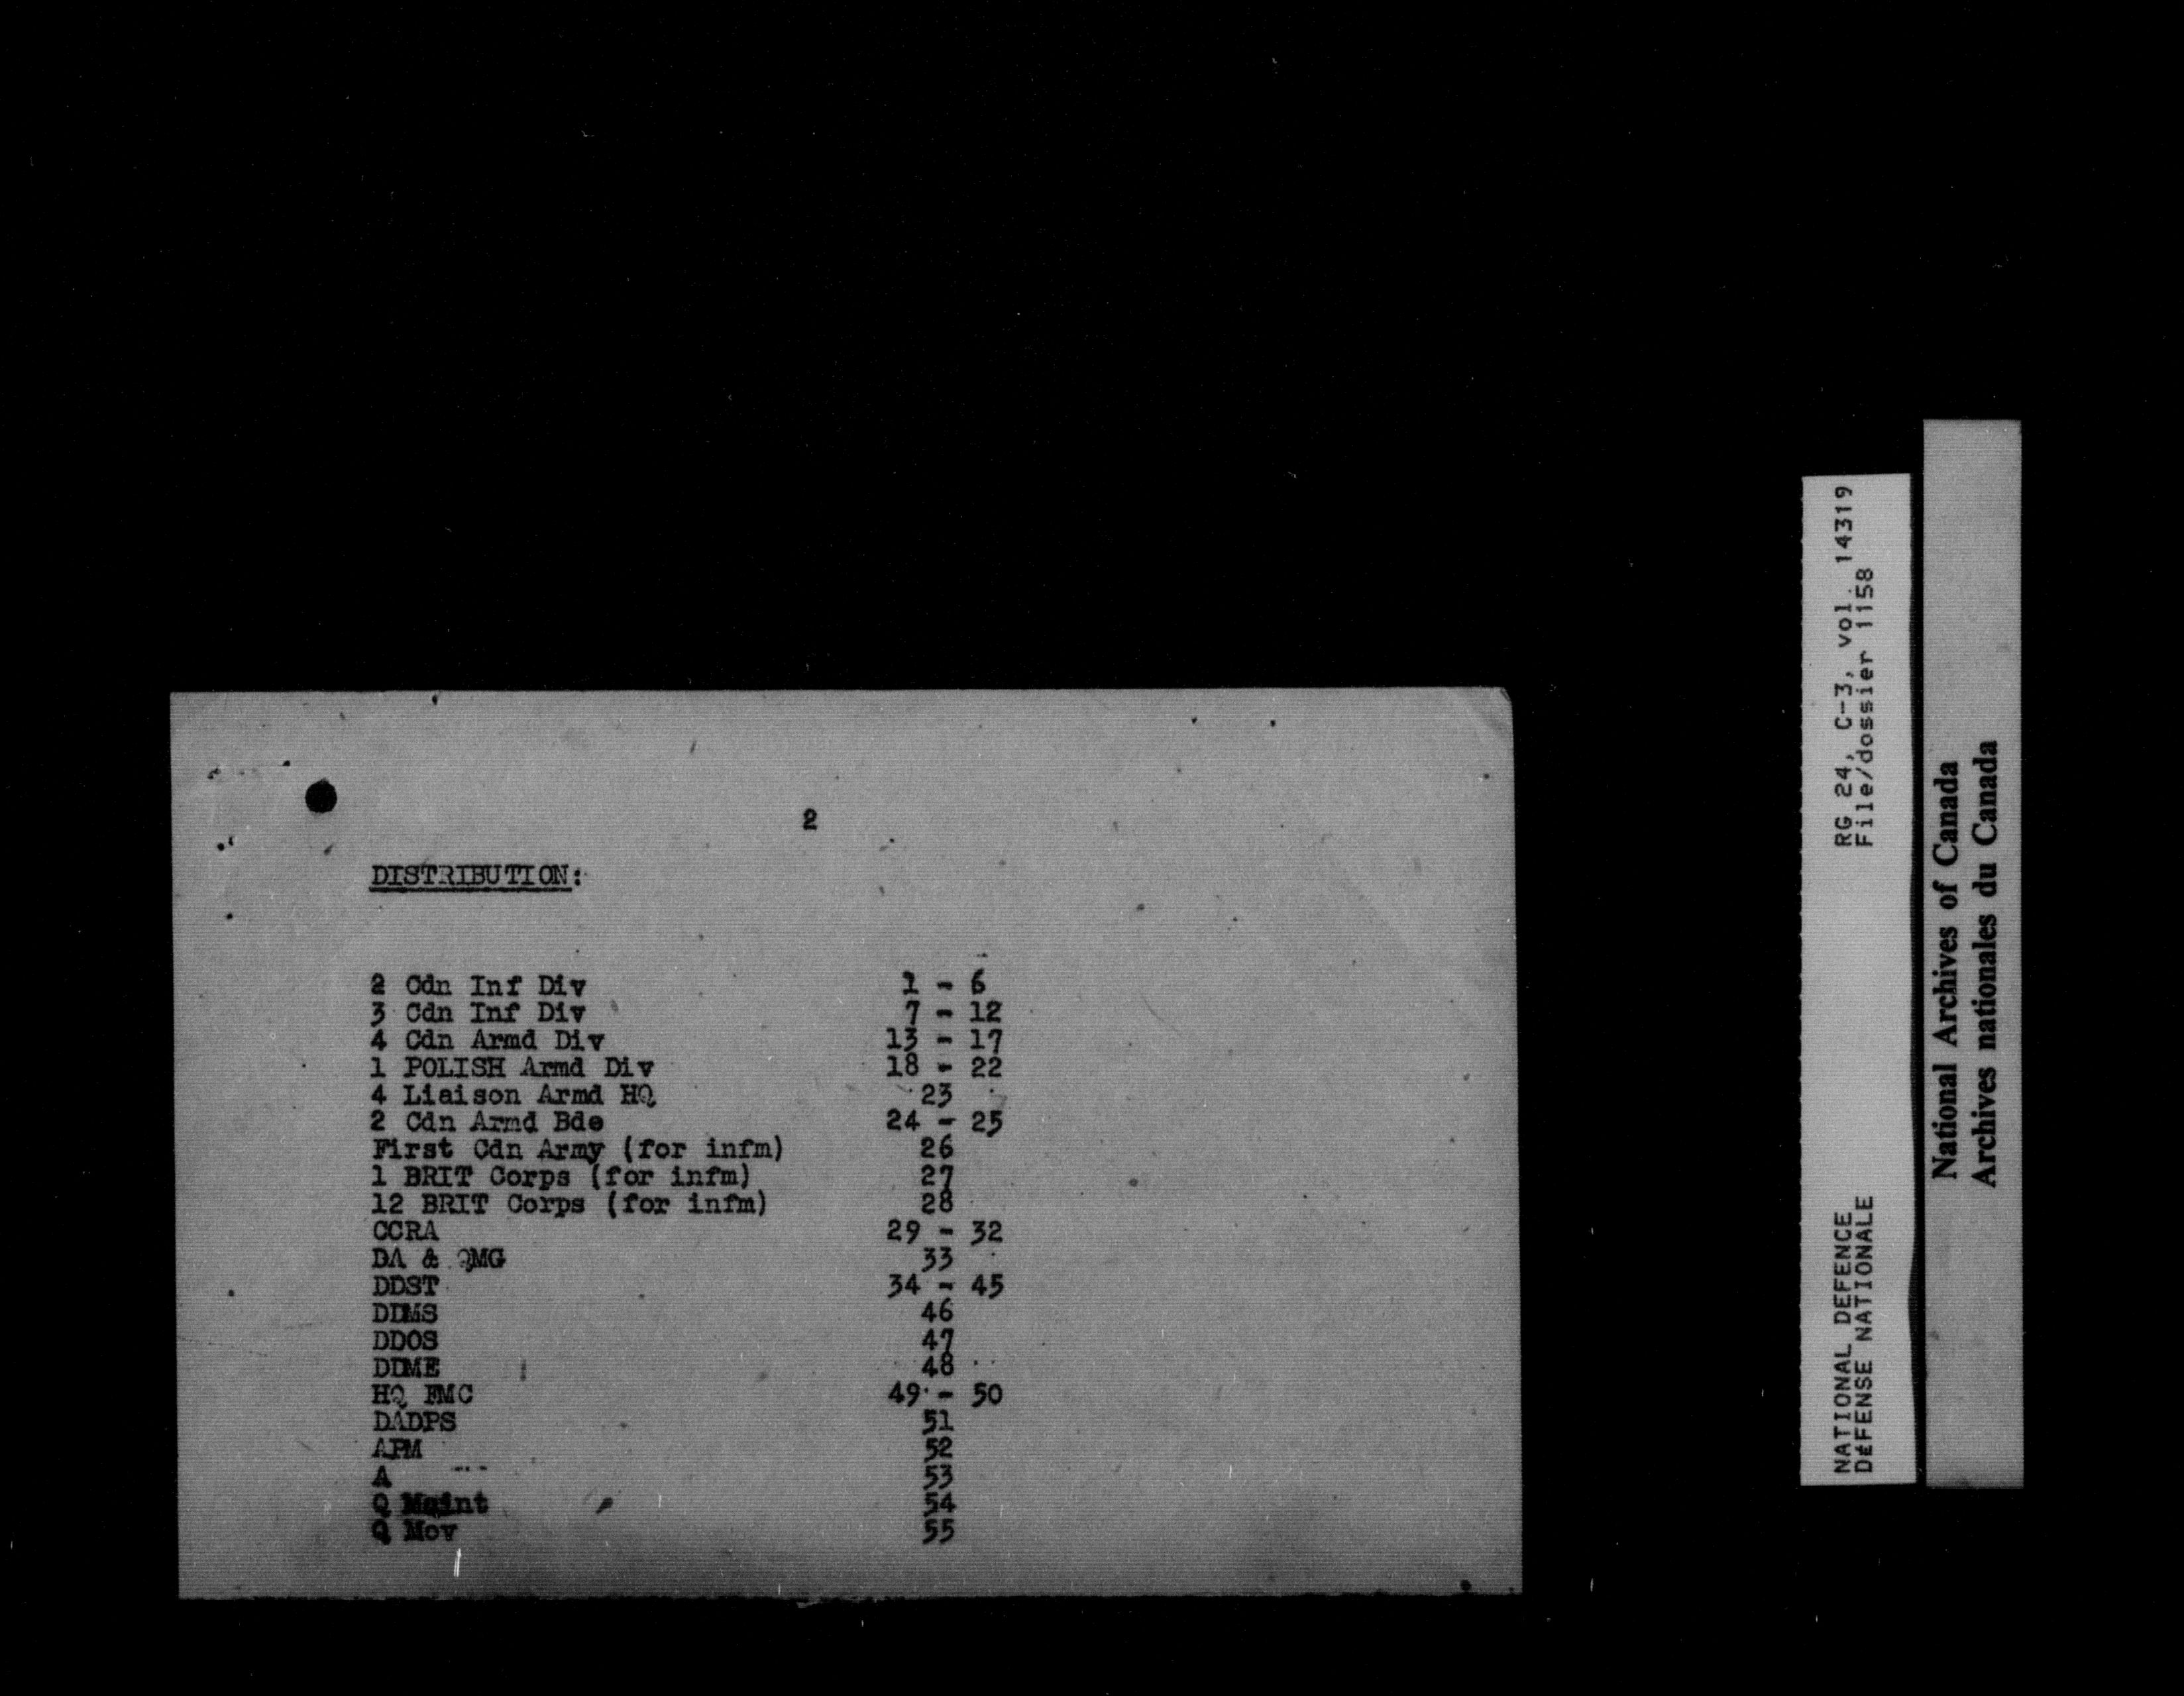 2
DISTRIBUTION:
2 Cdn Inf Div 1 - 6
3 Cdn Inf Div 7 - 12
4 Cdn Armd Div 13 - 17
1 POLISH Armd Div 18 - 22
4 Liaison Armd HQ 23
2 Cdn Armd Bde 24 - 25
First Cdn Army (for infm) 26
1 BRIT Corps (for infm) 27
12 BRIT Corps (for infm) 28
CCRA 29 - 32
DA & QMG 33
DDST 34 - 45
DDMS 46
DDOS 47
DDME 48
HQ FMC 49 - 50
DADPS 51
APM 52
A 53
Q Maint 54
Q Mov 55
NATIONAL DEFENCE RG 24, C-3, vol. 14319
DÉFENSE NATIONALE File/dossier 1158
National Archives of Canada
Archives nationales du Canada